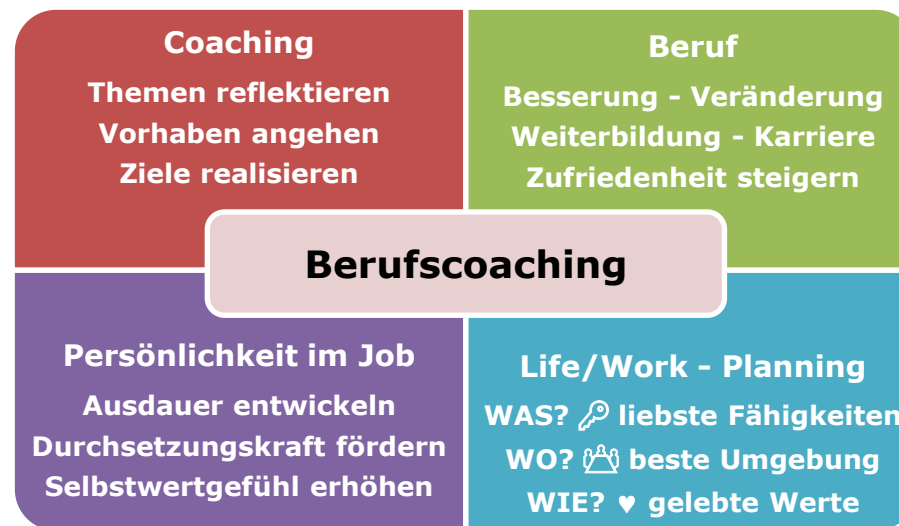 Coaching
Themen reflektieren
Vorhaben angehen
Ziele realisieren
Beruf
Besserung - Veränderung
Weiterbildung - Karriere
Zufriedenheit steigern
Berufscoaching
Persönlichkeit im Job
Ausdauer entwickeln
Durchsetzungskraft fördern
Selbstwertgefühl erhöhen
Life/Work - Planning
WAS? liebste Fähigkeiten
WO? beste Umgebung
WIE? ♥ gelebte Werte